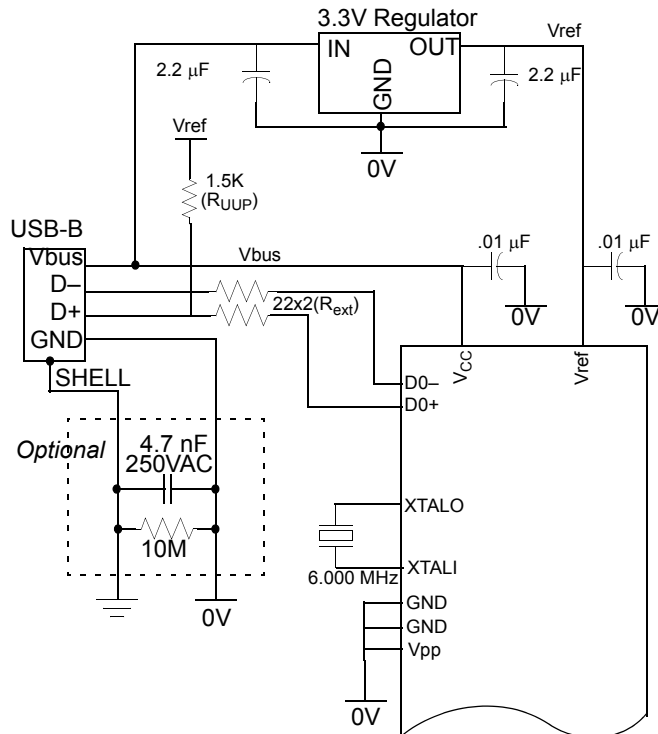 3.3V Regulator
IN
OUT
GND
Vref
2.2 μF
2.2 μF
0V
Vref
1.5K
(RUUP)
USB-B
Vbus
D–
D+
GND
SHELL
Vbus
.01 μF
.01 μF
0V
0V
22x2(Rext)
VCC
Vref
D0–
D0+
Optional
4.7 nF
250VAC
10M
0V
XTALO
XTALI
6.000 MHz
GND
GND
Vpp
0V